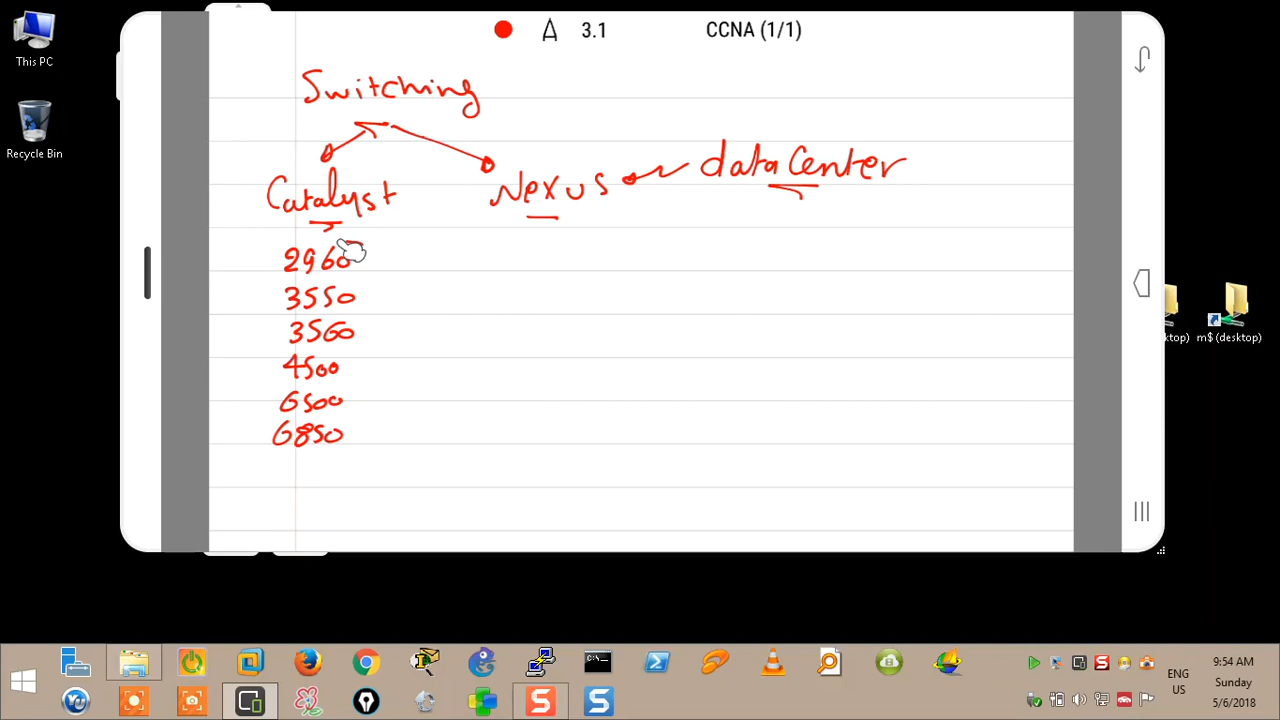 This PC
Recycle Bin
A 3.1 CCNA (1/1)
Switching
Catalyst Nexus data Center
2960
3550
3560
4500
6500
6850
ktop) m$ (desktop)
ENG
US
9:54 AM
Sunday
5/6/2018